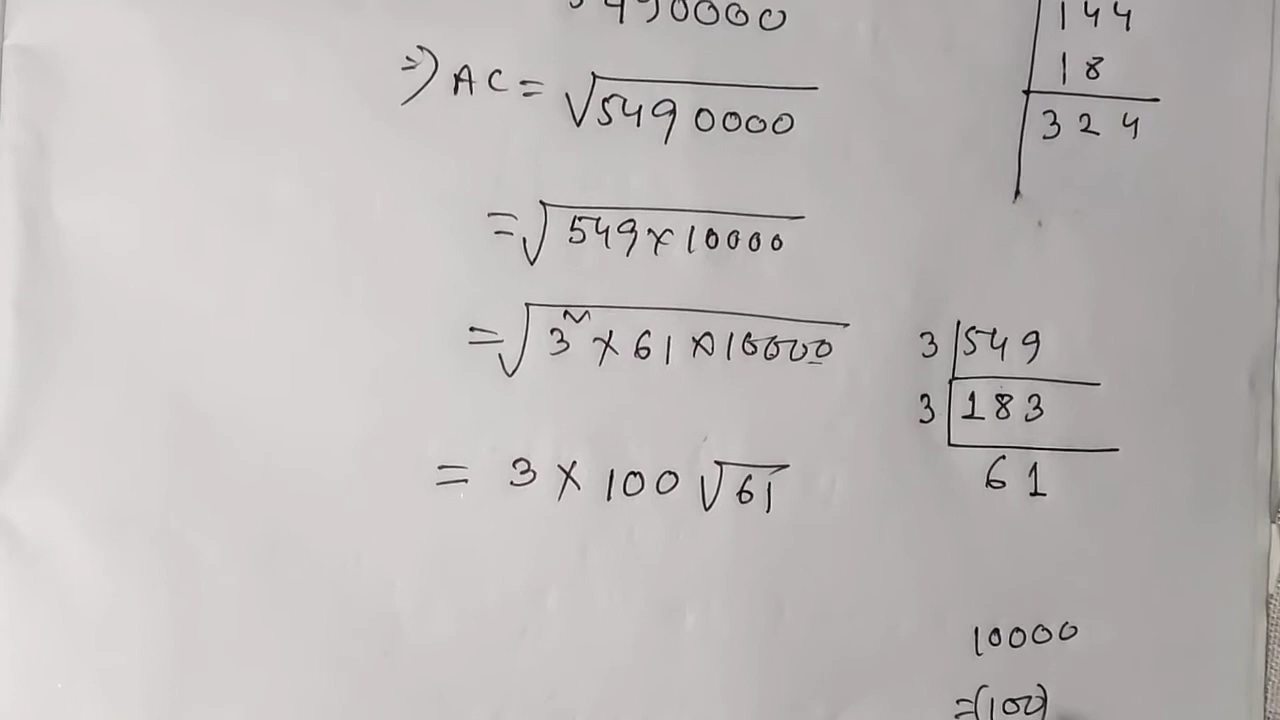 5490000
⇒ AC = √5490000
= √549×10000
= √3² × 61 × 10000
= 3 × 100 √61
144
18
324
3 | 549
3 | 183
61
10000
=(100)